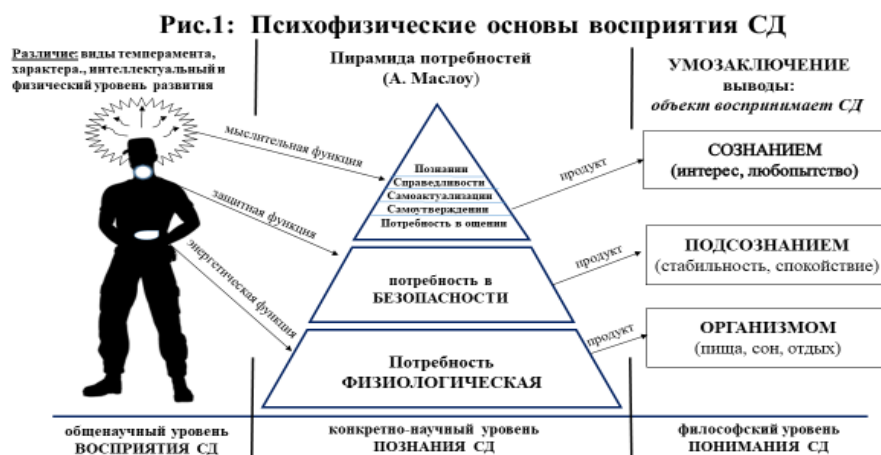 Рис.1: Психофизические основы восприятия СД
Различие: виды темперамента,
характера., интеллектуальный и
физический уровень развития
мыслительная функция
защитная функция
энергетическая функция
Пирамида потребностей
(А. Маслоу)
Познании
Справедливости
Самоактуализации
Самоутверждении
Потребность в ошении
потребность в
БЕЗОПАСНОСТИ
Потребность
ФИЗИОЛОГИЧЕСКАЯ
продукт
продукт
продукт
УМОЗАКЛЮЧЕНИЕ
выводы:
объект воспринимает СД
СОЗНАНИЕМ
(интерес, любопытство)
ПОДСОЗНАНИЕМ
(стабильность, спокойствие)
ОРГАНИЗМОМ
(пища, сон, отдых)
общенаучный уровень
ВОСПРИЯТИЯ СД
конкретно-научный уровень
ПОЗНАНИЯ СД
философский уровень
ПОНИМАНИЯ СД